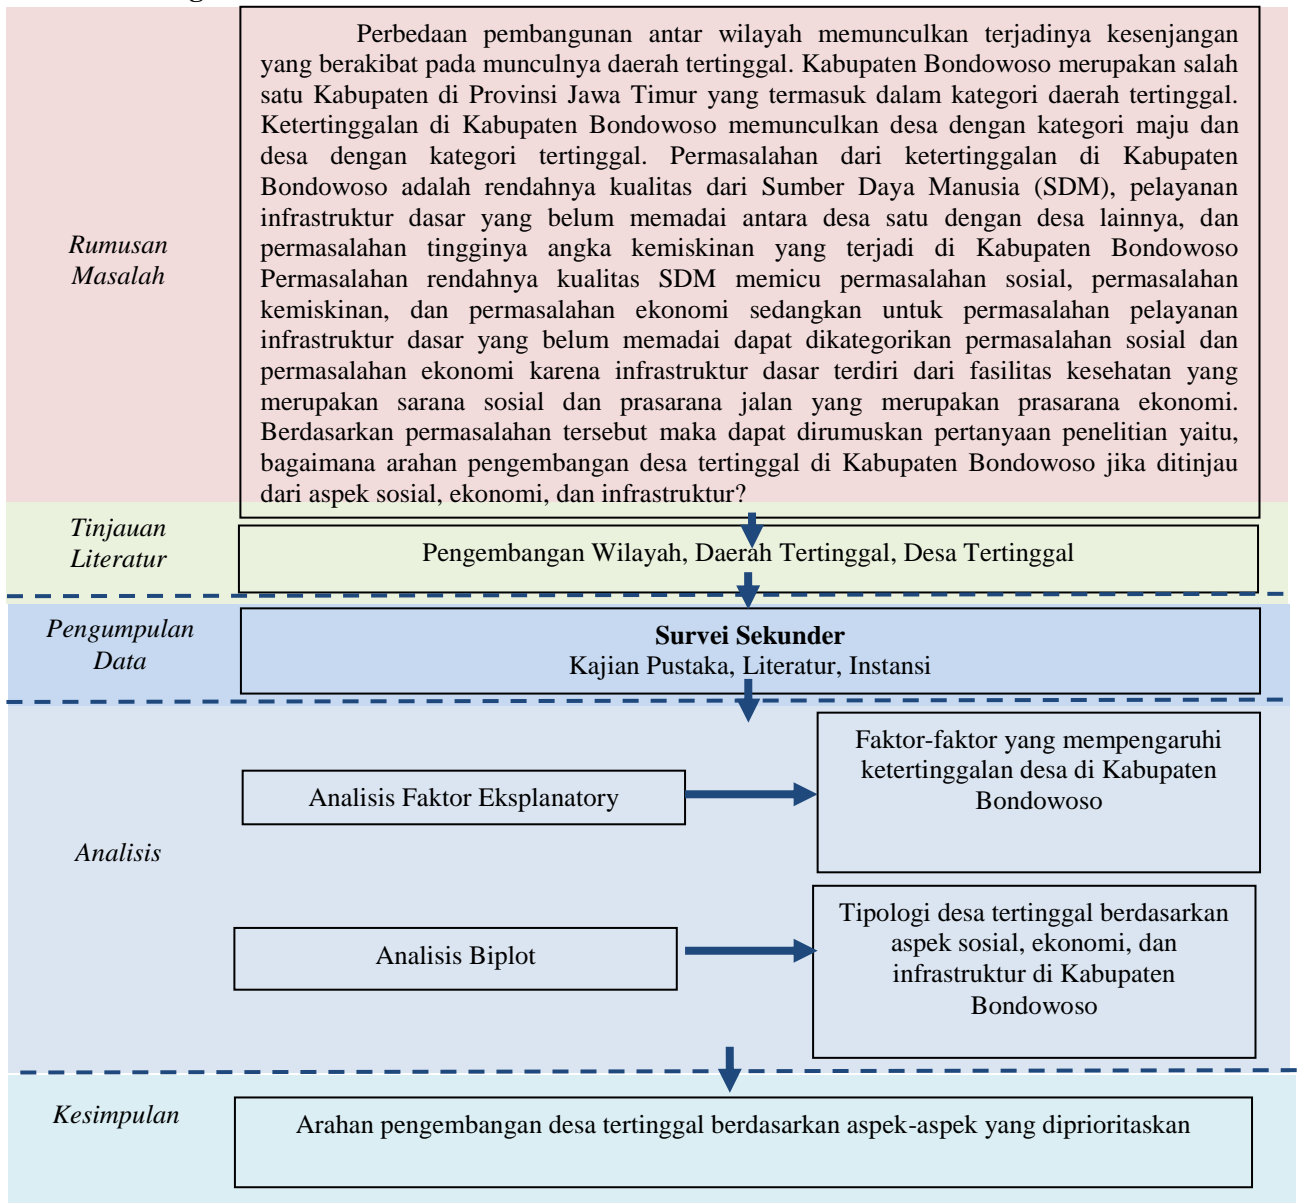 Rumusan
Masalah
Perbedaan pembangunan antar wilayah memunculkan terjadinya kesenjangan
yang berakibat pada munculnya daerah tertinggal. Kabupaten Bondowoso merupakan salah
satu Kabupaten di Provinsi Jawa Timur yang termasuk dalam kategori daerah tertinggal.
Ketertinggalan di Kabupaten Bondowoso memunculkan desa dengan kategori maju dan
desa dengan kategori tertinggal. Permasalahan dari ketertinggalan di Kabupaten
Bondowoso adalah rendahnya kualitas dari Sumber Daya Manusia (SDM), pelayanan
infrastruktur dasar yang belum memadai antara desa satu dengan desa lainnya, dan
permasalahan tingginya angka kemiskinan yang terjadi di Kabupaten Bondowoso
Permasalahan rendahnya kualitas SDM memicu permasalahan sosial, permasalahan
kemiskinan, dan permasalahan ekonomi sedangkan untuk permasalahan pelayanan
infrastruktur dasar yang belum memadai dapat dikategorikan permasalahan sosial dan
permasalahan ekonomi karena infrastruktur dasar terdiri dari fasilitas kesehatan yang
merupakan sarana sosial dan prasarana jalan yang merupakan prasarana ekonomi.
Berdasarkan permasalahan tersebut maka dapat dirumuskan pertanyaan penelitian yaitu,
bagaimana arahan pengembangan desa tertinggal di Kabupaten Bondowoso jika ditinjau
dari aspek sosial, ekonomi, dan infrastruktur?
Tinjauan
Literatur
Pengembangan Wilayah, Daerah Tertinggal, Desa Tertinggal
Pengumpulan
Data
Survei Sekunder
Kajian Pustaka, Literatur, Instansi
Analisis
Analisis Faktor Eksplanatory
Faktor-faktor yang mempengaruhi
ketertinggalan desa di Kabupaten
Bondowoso
Analisis Biplot
Tipologi desa tertinggal berdasarkan
aspek sosial, ekonomi, dan
infrastruktur di Kabupaten
Bondowoso
Kesimpulan
Arahan pengembangan desa tertinggal berdasarkan aspek-aspek yang diprioritaskan